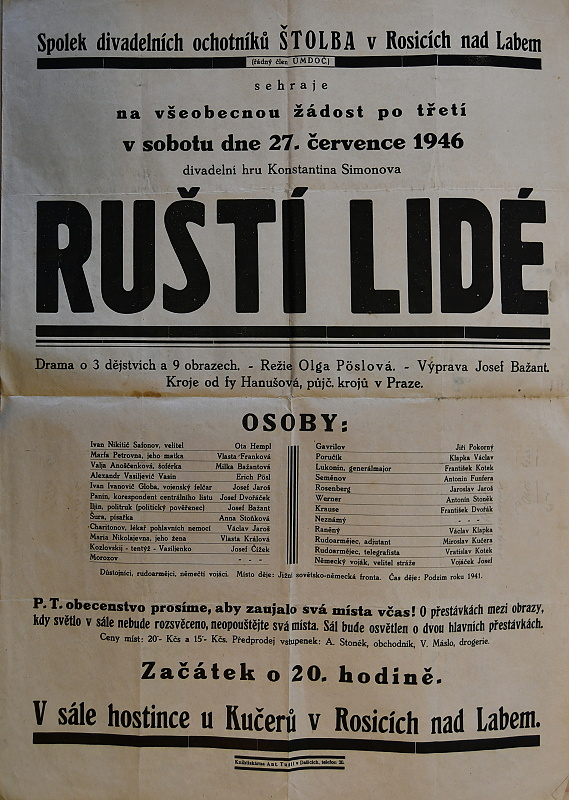 Spolek divadelních ochotníků ŠTOLBA v Rosicích nad Labem
(řádný člen ÚMDOČ)
sehraje
na všeobecnou žádost po třetí
v sobotu dne 27. července 1946
divadelní hru Konstantina Simonova
RUŠTÍ LIDÉ
Drama o 3 dějstvích a 9 obrazech. - Režie Olga Pöslová. - Výprava Josef Bažant.
Kroje od fy Hanušová, půjč. krojů v Praze.
OSOBY:
Ivan Nikitič Safonov, velitel Ota Hempl
Marfa Petrovna, jeho matka Vlasta Franková
Valja Anoščenková, šoférka Milka Bažantová
Alexandr Vasiljevič Vasin Erich Pösl
Ivan Ivanovič Globa, vojenský felčar Josef Jaroš
Panin, korespondent centrálního listu Josef Dvořáček
Iljin, politruk (politický pověřenec) Josef Bažant
Šura, písařka Anna Stoňková
Charitonov, lékař pohlavních nemocí Václav Jaroš
Maria Nikolajevna, jeho žena Vlasta Králová
Kozlovskij - tentýž - Vasilenko Josef Čížek
Morozov - - -
Gavrilov Jiří Pokorný
Poručík Klapka Václav
Lukonin, generálmajor František Kotek
Seménov Antonín Funfera
Rosenberg Jaroslav Jaroš
Werner Antonín Stoněk
Krause František Dvořák
Neznámý - - -
Raněný Václav Klapka
Rudoarmějec, adjutant Miroslav Kučera
Rudoarmějec, telegrafista Vratislav Kotek
Německý voják, velitel stráže Vojáček Josef
Důstojníci, rudoarmějci, němečtí vojáci. Místo děje: Jižní sovětsko-německá fronta. Čas děje: Podzim roku 1941.
P. T. obecenstvo prosíme, aby zaujalo svá místa včas! O přestávkách mezi obrazy,
kdy světlo v sále nebude rozsvěceno, neopouštějte svá místa. Sál bude osvětlen o dvou hlavních přestávkách.
Ceny míst: 20'- Kčs a 15'- Kčs. Předprodej vstupenek: A. Stoněk, obchodník, V. Máslo, drogerie.
Začátek o 20. hodině.
V sále hostince u Kučerů v Rosicích nad Labem.
Knihtiskárna Ant. v Dašicích, telefon